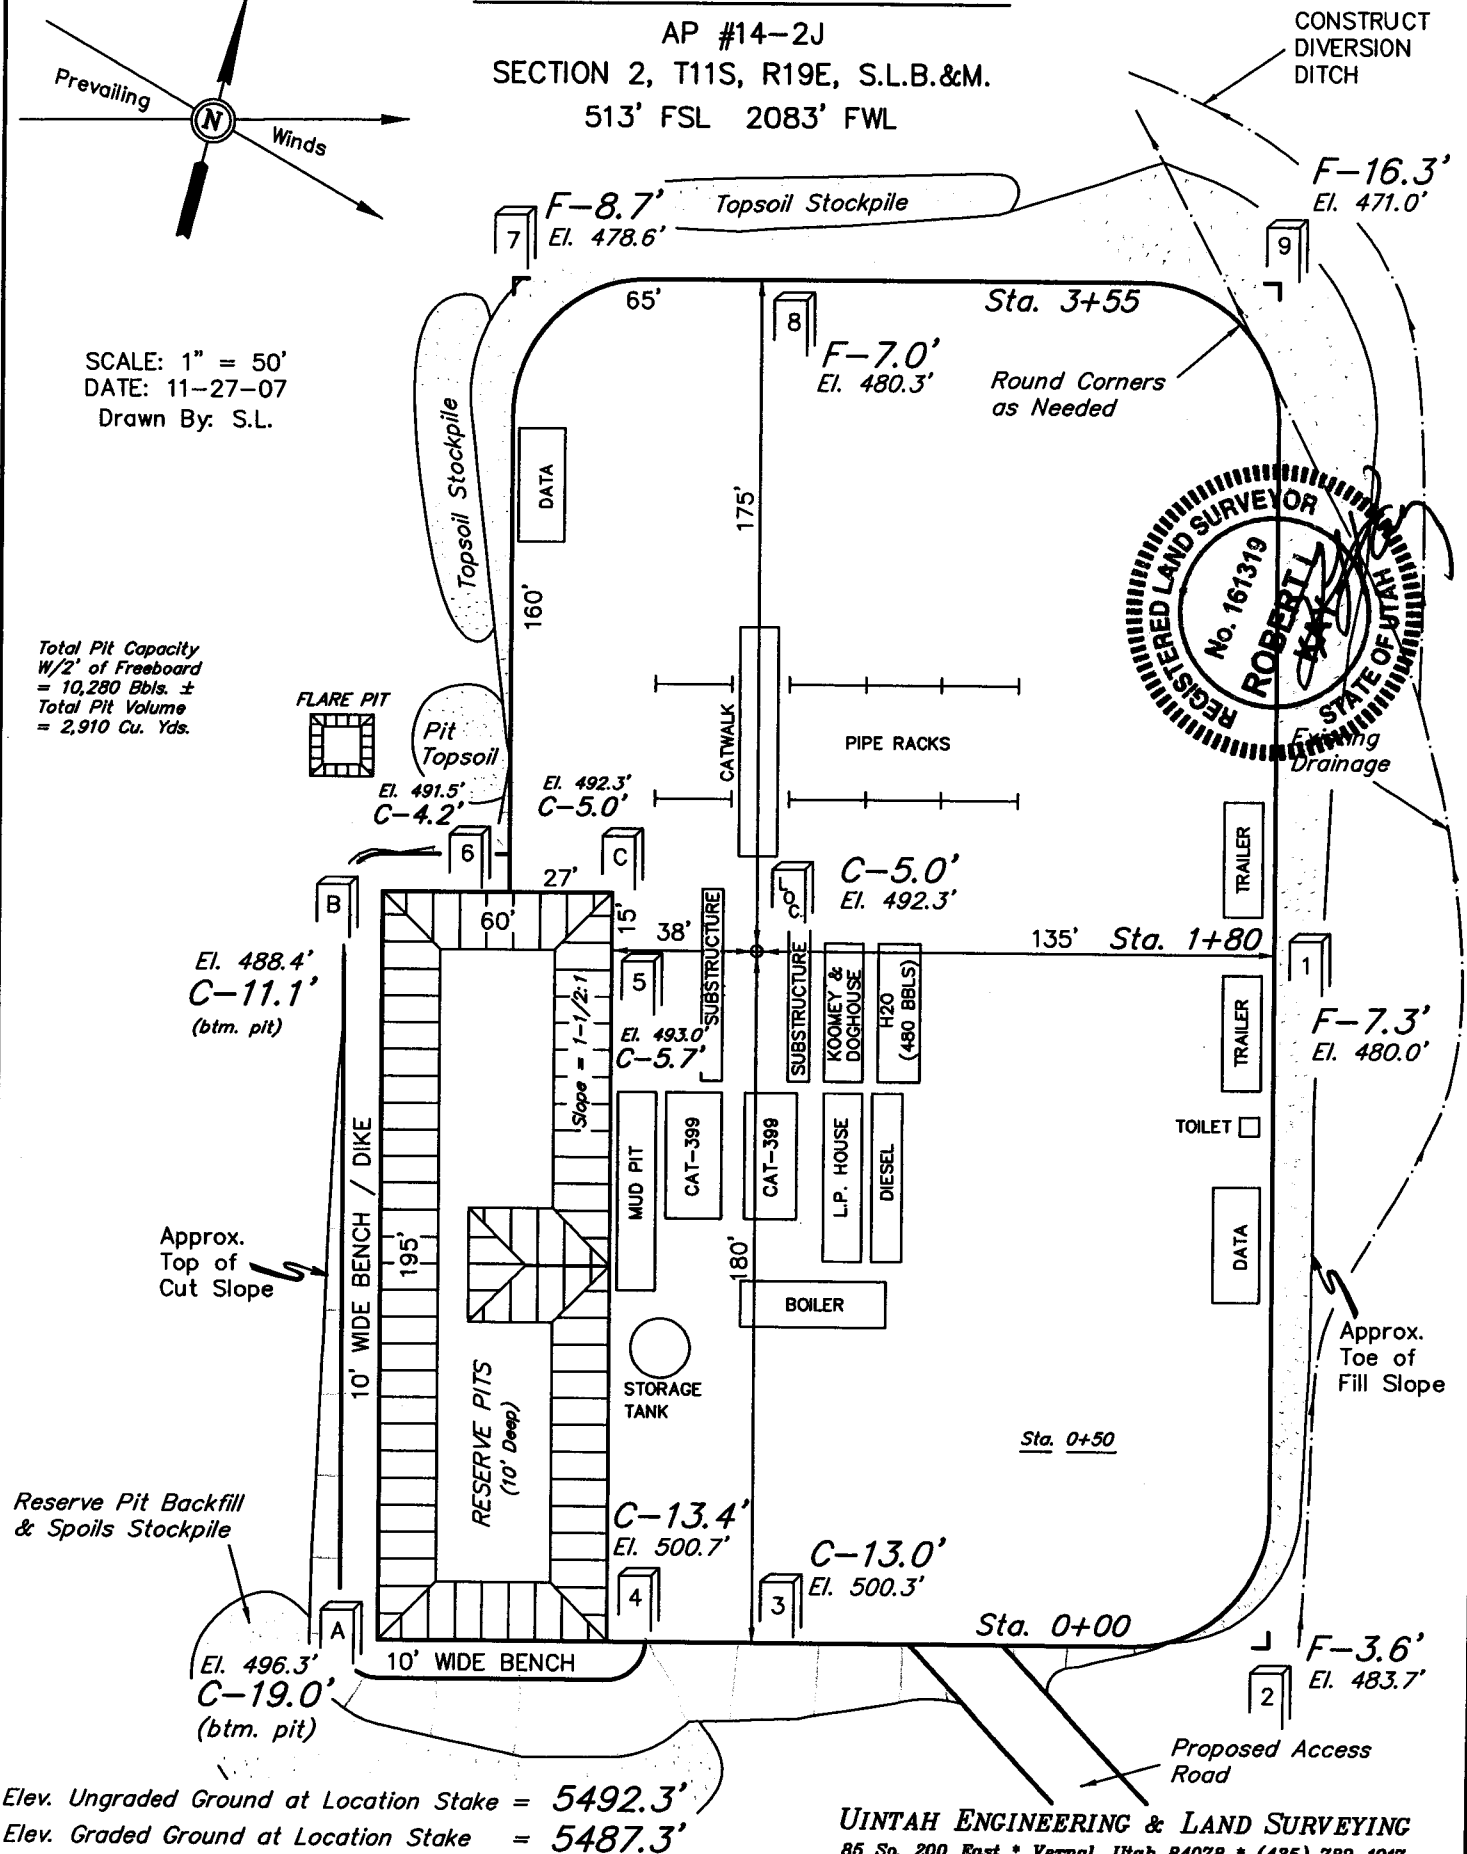 AP #14-2J
SECTION 2, T11S, R19E, S.L.B.&M.
513' FSL 2083' FWL
CONSTRUCT
DIVERSION
DITCH
Prevailing
N
Winds
F-16.3'
El. 471.0'
9
F-8.7'
El. 478.6'
7
Topsoil Stockpile
65'
Sta. 3+55
8
F-7.0'
El. 480.3'
Round Corners
as Needed
SCALE: 1" = 50'
DATE: 11-27-07
Drawn By: S.L.
Topsoil Stockpile
DATA
175'
160'
REGISTERED LAND SURVEYOR
No. 161319
ROBERT L.
KAY
STATE OF UTAH
Total Pit Capacity
W/2' of Freeboard
= 10,280 Bbls. ±
Total Pit Volume
= 2,910 Cu. Yds.
FLARE PIT
Pit
Topsoil
CATWALK
PIPE RACKS
Existing
Drainage
El. 491.5'
C-4.2'
El. 492.3'
C-5.0'
6
C
B
27'
60'
15'
38'
SUBSTRUCTURE
LOC.
C-5.0'
El. 492.3'
TRAILER
135'
Sta. 1+80
1
El. 488.4'
C-11.1'
(btm. pit)
5
El. 493.0'
C-5.7'
Slope = 1-1/2:1
SUBSTRUCTURE
KOOMEY &
DOGHOUSE
H2O
(480 BBLS)
TRAILER
F-7.3'
El. 480.0'
TOILET
MUD PIT
CAT-399
CAT-399
L.P. HOUSE
DIESEL
DATA
Approx.
Top of
Cut Slope
10' WIDE BENCH / DIKE
195'
180'
BOILER
STORAGE
TANK
RESERVE PITS
(10' Deep)
Approx.
Toe of
Fill Slope
Sta. 0+50
Reserve Pit Backfill
& Spoils Stockpile
C-13.4'
El. 500.7'
4
C-13.0'
El. 500.3'
3
Sta. 0+00
A
El. 496.3'
C-19.0'
(btm. pit)
10' WIDE BENCH
F-3.6'
El. 483.7'
2
Proposed Access
Road
Elev. Ungraded Ground at Location Stake = 5492.3'
Elev. Graded Ground at Location Stake = 5487.3'
UINTAH ENGINEERING & LAND SURVEYING
85 So. 200 East * Vernal, Utah 84078 * (435) 789-1017